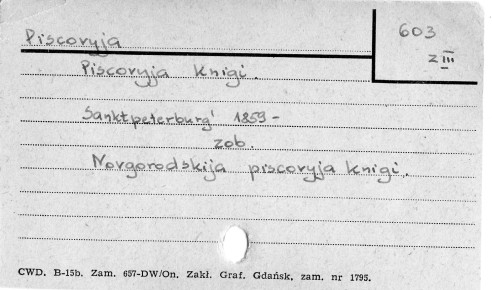 Piscovyja
603
Z III
Piscovyja knigi.
Sanktpeterburg' 1859-
zob.
Novgorodskija piscovyja knigi.
CWD. B-15b. Zam. 657-DW/On. Zakł. Graf. Gdańsk, zam. nr 1795.